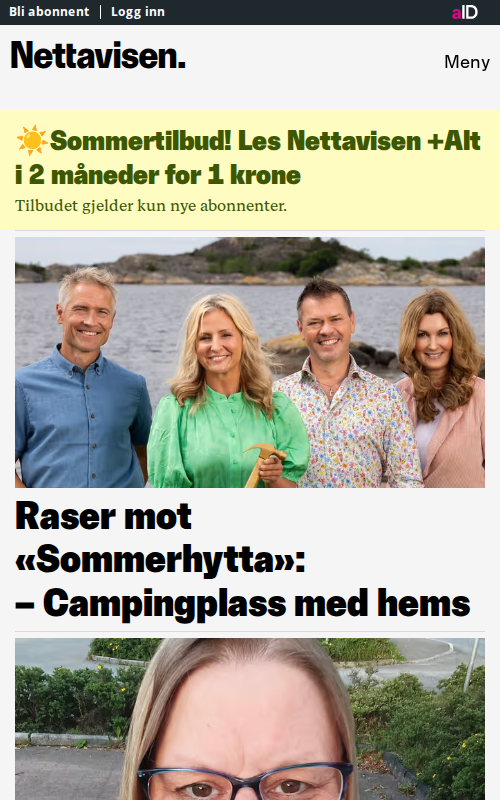 Bli abonnent | Logg inn
aID
Nettavisen.
Meny
☀️Sommertilbud! Les Nettavisen +Alt
i 2 måneder for 1 krone
Tilbudet gjelder kun nye abonnenter.
Raser mot
«Sommerhytta»:
– Campingplass med hems